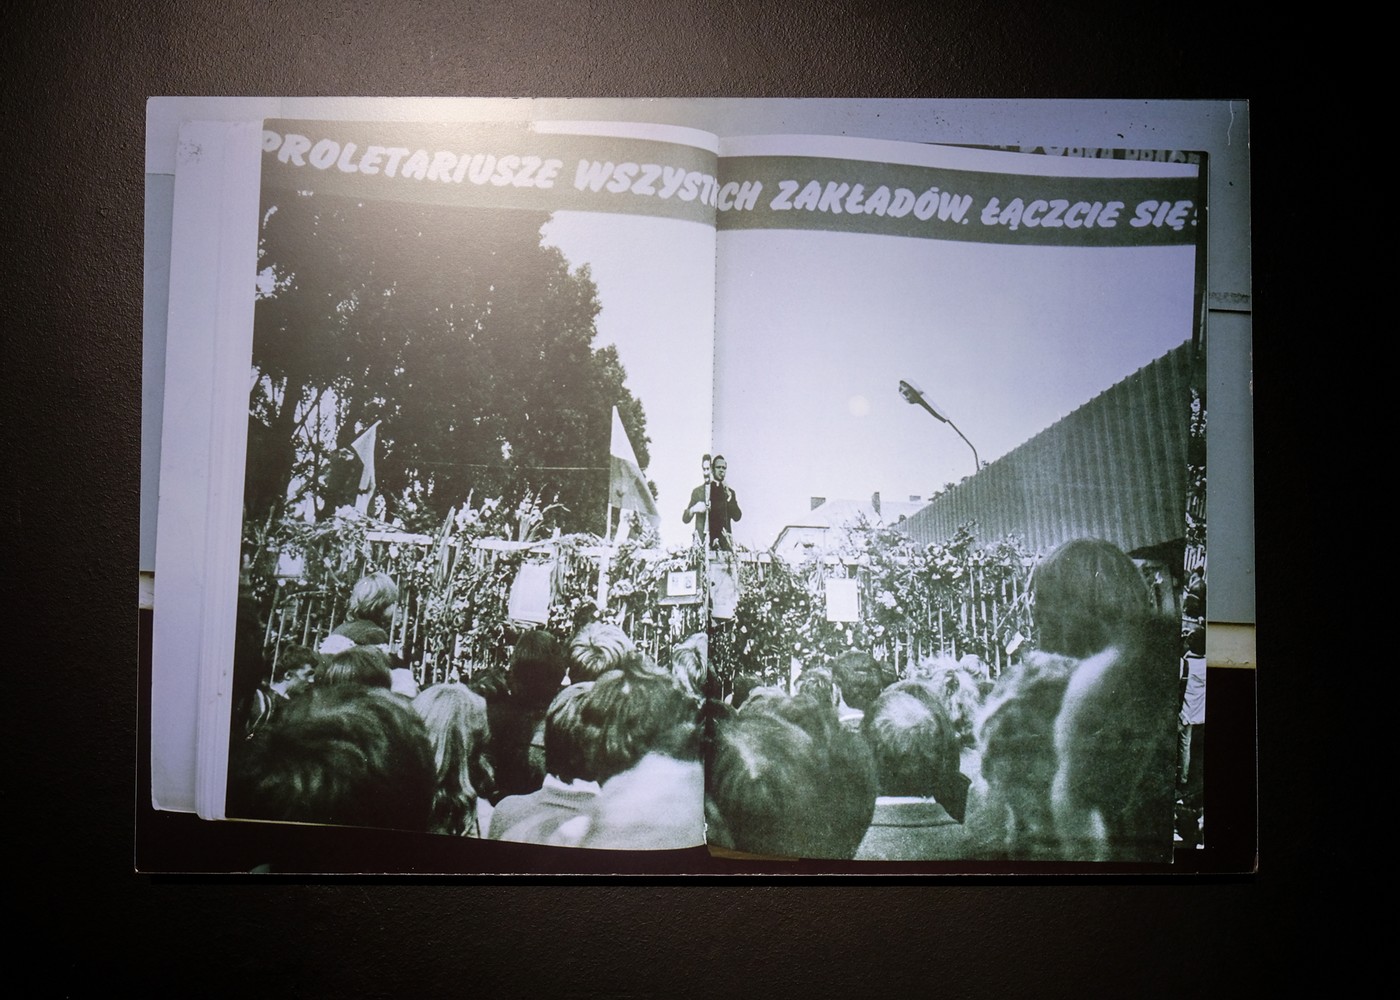 PROLETARIUSZE WSZYSTKICH ZAKŁADÓW, ŁĄCZCIE SIĘ!